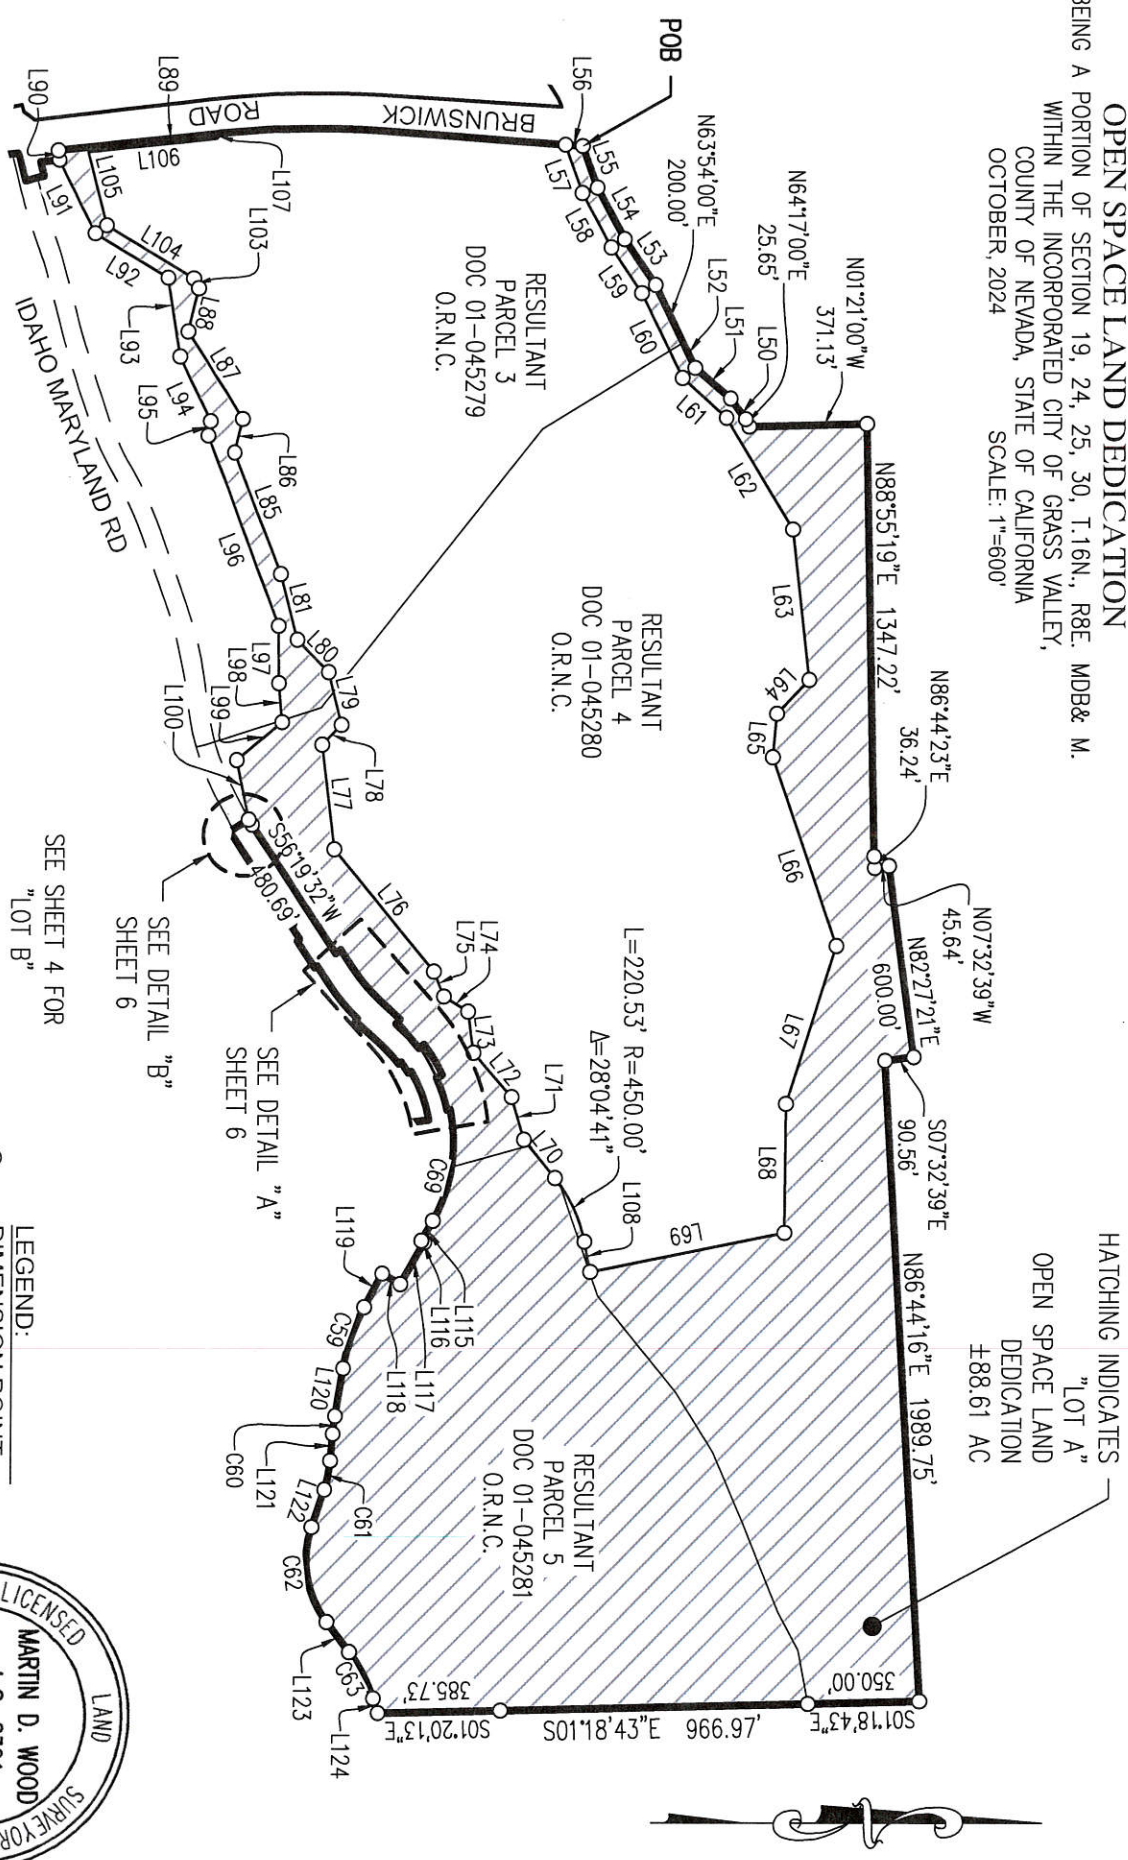 OPEN SPACE LAND DEDICATION
BEING A PORTION OF SECTION 19, 24, 25, 30, T.16N., R8E. MDB& M.
WITHIN THE INCORPORATED CITY OF GRASS VALLEY,
COUNTY OF NEVADA, STATE OF CALIFORNIA
OCTOBER, 2024
SCALE: 1"=600'
HATCHING INDICATES
"LOT A"
OPEN SPACE LAND
DEDICATION
±88.61 AC
N01°21'00"W
371.13'
N88°55'19"E 1347.22'
N86°44'23"E
36.24'
N07°32'39"W
45.64'
N82°27'21"E
600.00'
S07°32'39"E
90.56'
N86°44'16"E 1989.75'
S01°18'43"E
350.00'
S01°18'43"E 996.97'
S01°20'13"E
385.73'
N64°17'00"E
25.65'
N63°54'00"E
200.00'
POB
L50
L51
L52
L53
L54
L55
L56
L57
L58
L59
L60
L61
L62
L63
L64
L65
L66
L67
L68
L69
L108
L=220.53' R=450.00'
Δ=28°04'41"
L70
L71
L72
L73
L74
L75
L76
L77
L78
L79
L80
L81
L85
L86
L87
L88
L103
L104
L105
L107
L106
L89
L90
L91
L92
L93
L94
L95
L96
L97
L98
L99
L100
S56°19'32"W
480.69'
C69
L115
L116
L117
L118
L119
C59
L120
C60
L121
C61
L122
C62
L123
C63
L124
BRUNSWICK
ROAD
IDAHO MARYLAND RD
RESULTANT
PARCEL 3
DOC 01-045279
O.R.N.C.
RESULTANT
PARCEL 4
DOC 01-045280
O.R.N.C.
RESULTANT
PARCEL 5
DOC 01-045281
O.R.N.C.
SEE DETAIL "A"
SHEET 6
SEE DETAIL "B"
SHEET 6
SEE SHEET 4 FOR
"LOT B"
LEGEND:
DIMENSION POINT
LICENSED LAND SURVEYOR
MARTIN D. WOOD